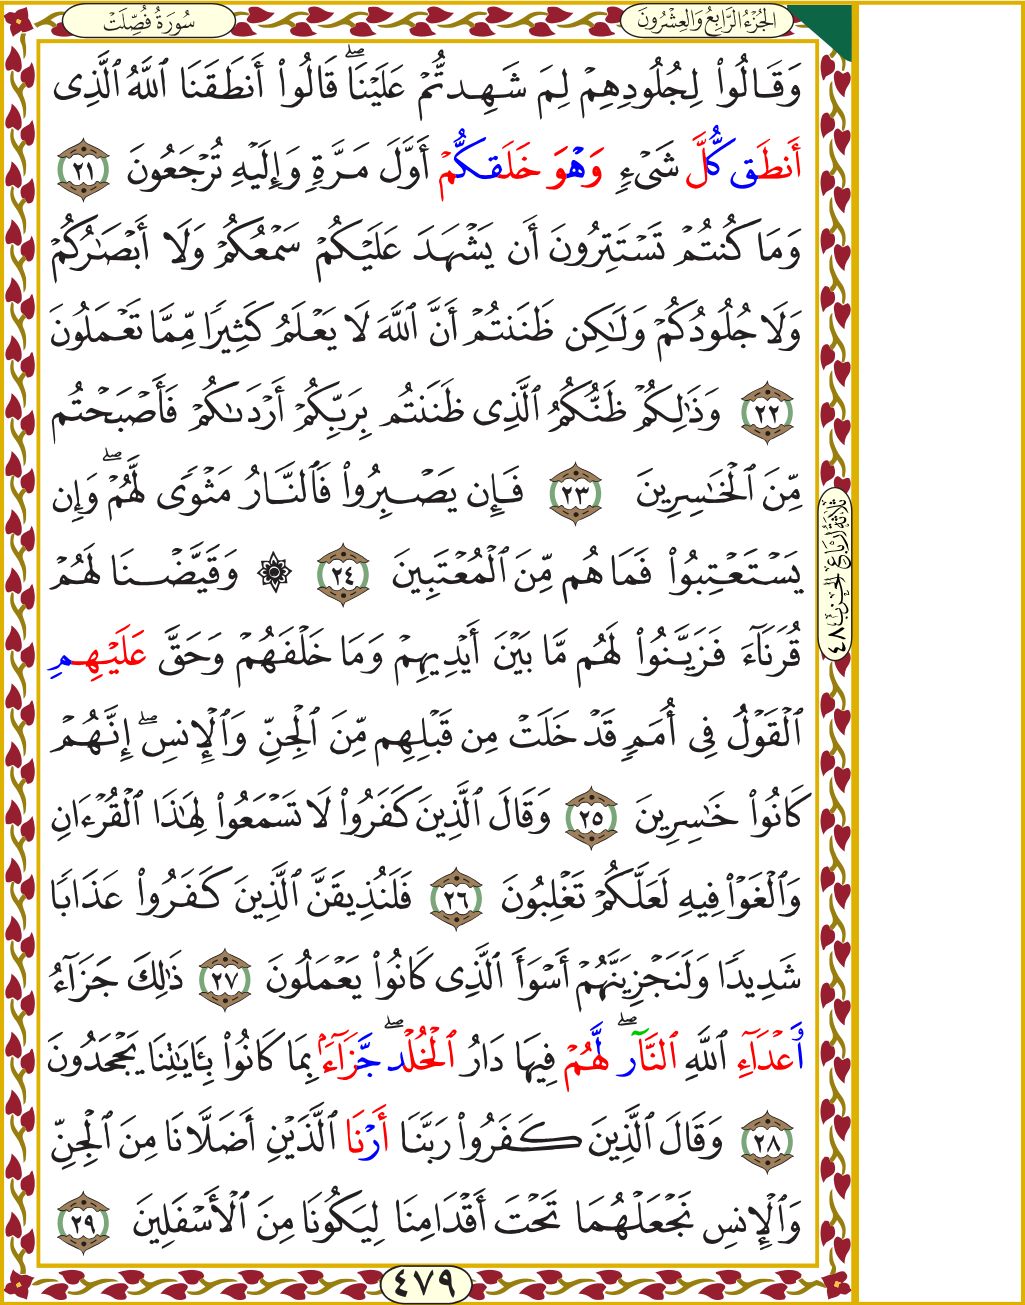 الجُزْءُ الرَّابِعُ وَالعِشْرُونَ
سُورَةُ فُصِّلَتْ
وَقَالُوا۟ لِجُلُودِهِمْ لِمَ شَهِدتُّمْ عَلَيْنَا ۖ قَالُوٓا۟ أَنطَقَنَا ٱللَّهُ ٱلَّذِى
أَنطَق كُّلَّ شَىْءٍ وَهْوَ خَلَقكُّمْ أَوَّلَ مَرَّةٍ وَإِلَيْهِ تُرْجَعُونَ ٢١
وَمَا كُنتُمْ تَسْتَتِرُونَ أَن يَشْهَدَ عَلَيْكُمْ سَمْعُكُمْ وَلَا أَبْصَـٰرُكُمْ
وَلَا جُلُودُكُمْ وَلَـٰكِن ظَنَنتُمْ أَنَّ ٱللَّهَ لَا يَعْلَمُ كَثِيرًا مِّمَّا تَعْمَلُونَ
٢٢ وَذَٰلِكُمْ ظَنُّكُمُ ٱلَّذِى ظَنَنتُم بِرَبِّكُمْ أَرْدَىٰكُمْ فَأَصْبَحْتُم
مِّنَ ٱلْخَـٰسِرِينَ ٢٣ فَإِن يَصْبِرُوا۟ فَٱلنَّارُ مَثْوًى لَّهُمْ ۖ وَإِن
يَسْتَعْتِبُوا۟ فَمَا هُم مِّنَ ٱلْمُعْتَبِينَ ٢٤ ۞ وَقَيَّضْنَا لَهُمْ
قُرَنَآءَ فَزَيَّنُوا۟ لَهُم مَّا بَيْنَ أَيْدِيهِمْ وَمَا خَلْفَهُمْ وَحَقَّ عَلَيْهِمِ
ٱلْقَوْلُ فِى أُمَمٍ قَدْ خَلَتْ مِن قَبْلِهِم مِّنَ ٱلْجِنِّ وَٱلْإِنسِ ۖ إِنَّهُمْ
كَانُوا۟ خَـٰسِرِينَ ٢٥ وَقَالَ ٱلَّذِينَ كَفَرُوا۟ لَا تَسْمَعُوا۟ لِهَـٰذَا ٱلْقُرْءَانِ
وَٱلْغَوْا۟ فِيهِ لَعَلَّكُمْ تَغْلِبُونَ ٢٦ فَلَنُذِيقَنَّ ٱلَّذِينَ كَفَرُوا۟ عَذَابًا
شَدِيدًا وَلَنَجْزِيَنَّهُمْ أَسْوَأَ ٱلَّذِى كَانُوا۟ يَعْمَلُونَ ٢٧ ذَٰلِكَ جَزَآءُ
أَعْدَآءِ ٱللَّهِ ٱلنَّار ۖ لَّهُمْ فِيهَا دَارُ ٱلْخُلْد ۖ جَّزَآءًۢ بِمَا كَانُوا۟ بِـَٔايَـٰتِنَا يَجْحَدُونَ
٢٨ وَقَالَ ٱلَّذِينَ كَفَرُوا۟ رَبَّنَا أَرْنَا ٱلَّذَيْنِ أَضَلَّانَا مِنَ ٱلْجِنِّ
وَٱلْإِنسِ نَجْعَلْهُمَا تَحْتَ أَقْدَامِنَا لِيَكُونَا مِنَ ٱلْأَسْفَلِينَ ٢٩
ثَلَاثَةُ أَرْبَاعِ الحِزْبِ ٤٨
٤٧٩